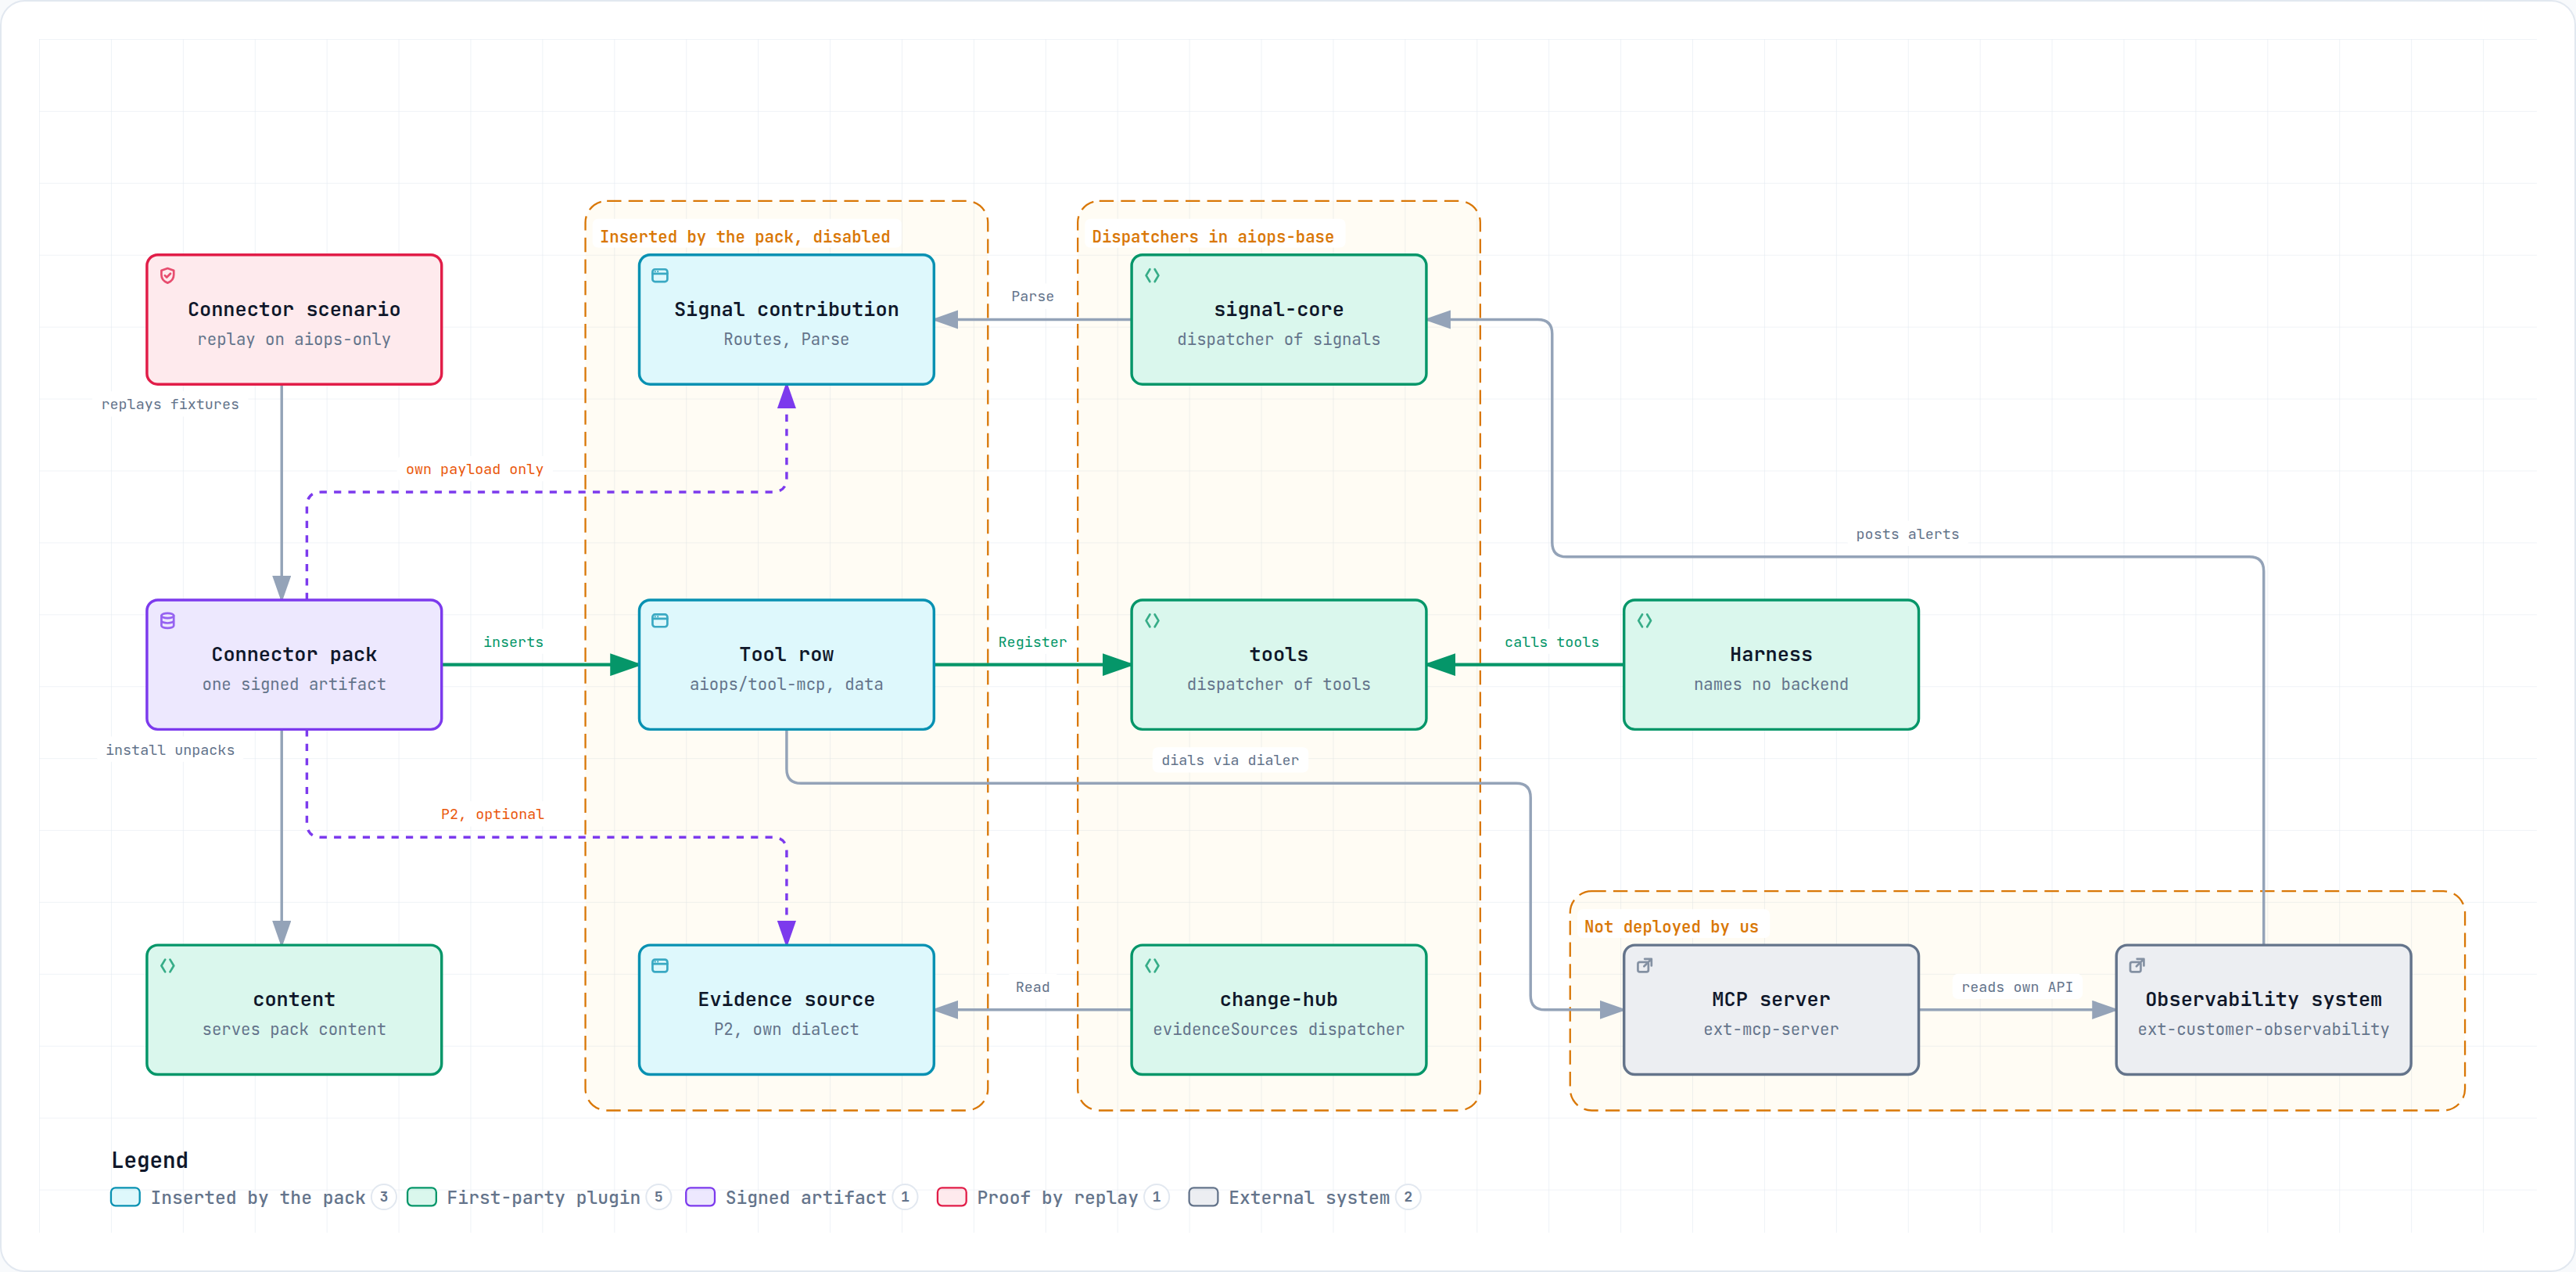 Inserted by the pack, disabled
Dispatchers in aiops-base
Connector scenario
replay on aiops-only
Signal contribution
Routes, Parse
Parse
signal-core
dispatcher of signals
replays fixtures
own payload only
posts alerts
Connector pack
one signed artifact
inserts
Tool row
aiops/tool-mcp, data
Register
tools
dispatcher of tools
calls tools
Harness
names no backend
install unpacks
dials via dialer
P2, optional
Not deployed by us
content
serves pack content
Evidence source
P2, own dialect
Read
change-hub
evidenceSources dispatcher
MCP server
ext-mcp-server
reads own API
Observability system
ext-customer-observability
Legend
Inserted by the pack 3 First-party plugin 5 Signed artifact 1 Proof by replay 1 External system 2